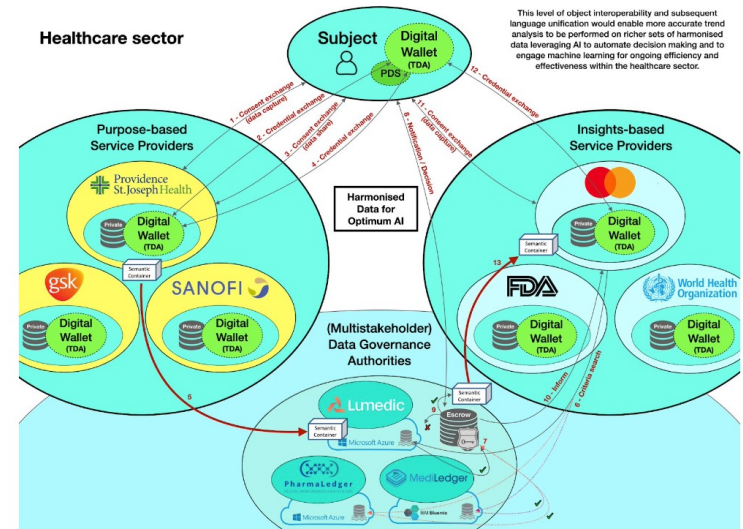 Healthcare sector
This level of object interoperability and subsequent
language unification would enable more accurate trend
analysis to be performed on richer sets of harmonised
data leveraging AI to automate decision making and to
engage machine learning for ongoing efficiency and
effectiveness within the healthcare sector.
Subject
Digital
Wallet
(TDA)
PDS
1 - Consent exchange
(data capture)
2 - Credential exchange
3 - Consent exchange
(data share)
4 - Credential exchange
8 - Notification / Decision
11 - Consent exchange
(data capture)
12 - Credential exchange
Purpose-based
Service Providers
Providence
St.Joseph Health
Private
Digital
Wallet
(TDA)
Semantic
Container
gsk
Private
Digital
Wallet
(TDA)
SANOFI
Private
Digital
Wallet
(TDA)
Harmonised
Data for
Optimum AI
Insights-based
Service Providers
Private
Digital
Wallet
(TDA)
Semantic
Container
13
FDA
Private
Digital
Wallet
(TDA)
World Health
Organization
Private
Digital
Wallet
(TDA)
(Multistakeholder)
Data Governance
Authorities
5
10 - Inform
6 - Criteria search
Semantic
Container
Lumedic
9
Escrow
7
Semantic
Container
Microsoft Azure
PharmaLedger
Microsoft Azure
MediLedger